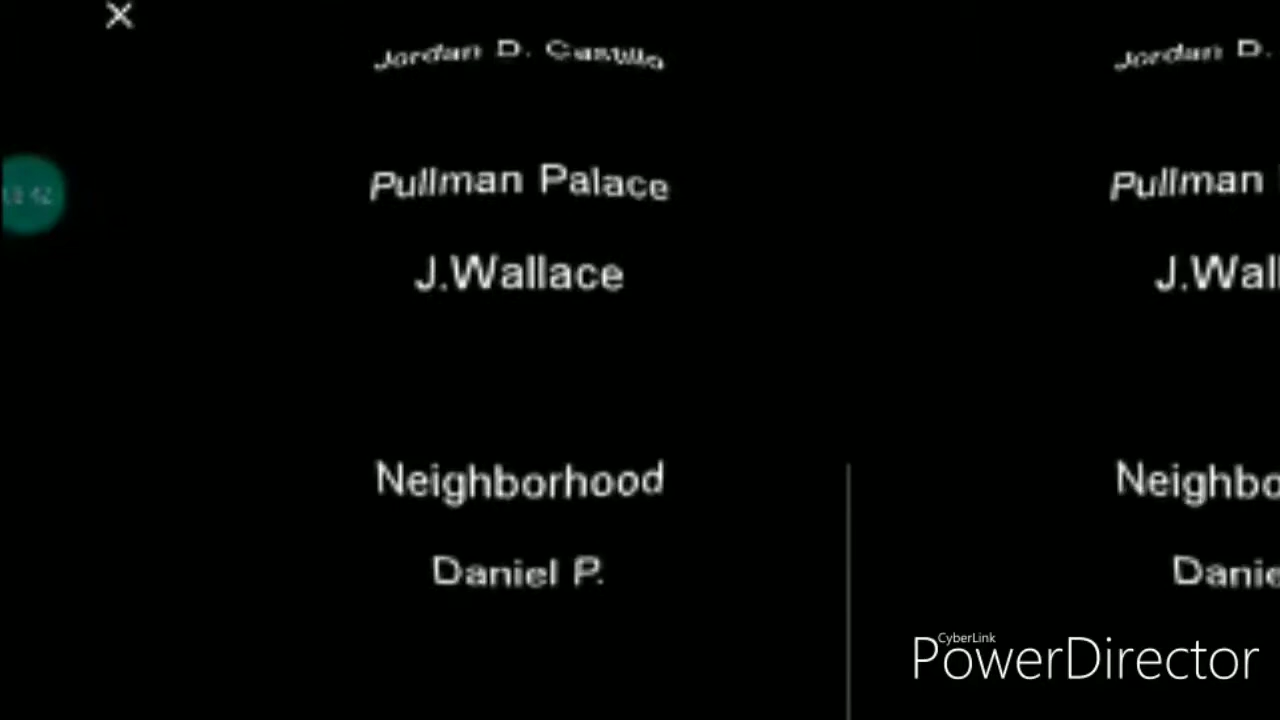 Jordan D. Castillo
Jordan D.
Pullman Palace
Pullman
J.Wallace
J.Wall
Neighborhood
Neighbo
Daniel P.
Danie
CyberLink
PowerDirector